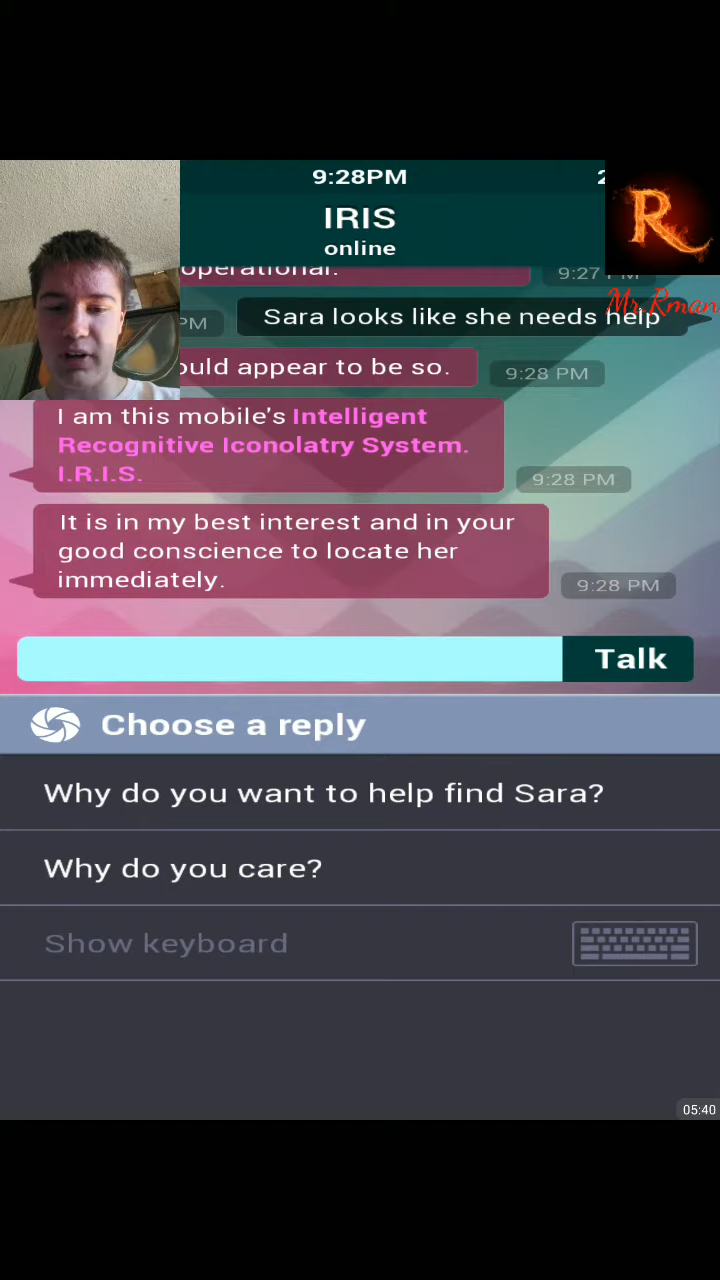 9:28PM
IRIS
online
operational.
9:27 PM
R
Mr.Rman
PM
Sara looks like she needs help
ould appear to be so.
9:28 PM
I am this mobile's Intelligent
Recognitive Iconolatry System.
I.R.I.S.
9:28 PM
It is in my best interest and in your
good conscience to locate her
immediately.
9:28 PM
Talk
Choose a reply
Why do you want to help find Sara?
Why do you care?
Show keyboard
05:40